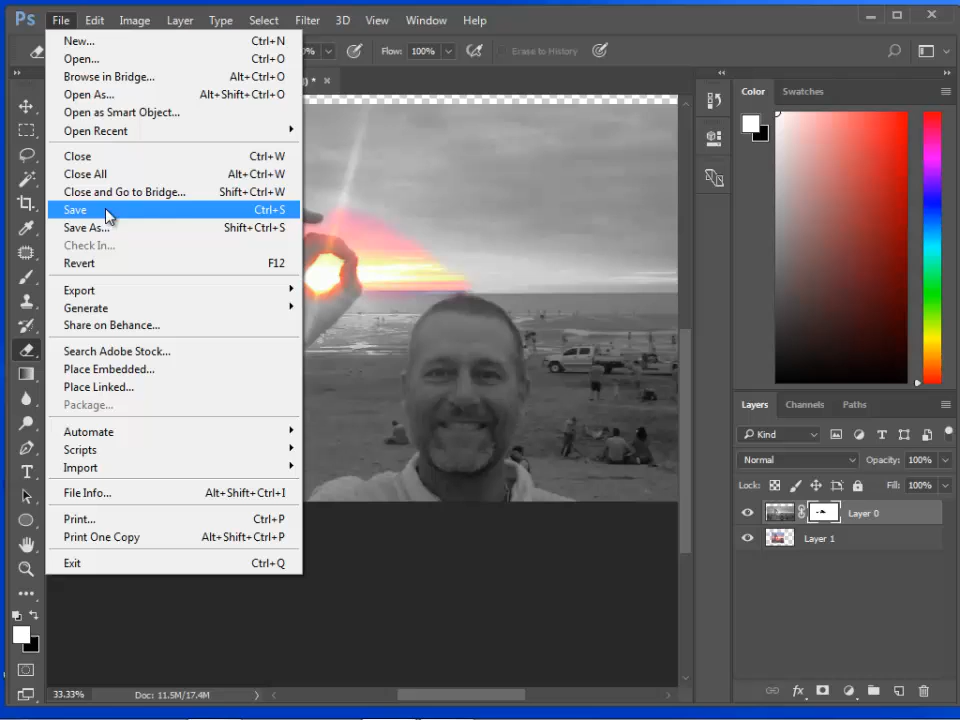 Ps File Edit Image Layer Type Select Filter 3D View Window Help
New... Ctrl+N
Open... Ctrl+O
Browse in Bridge... Alt+Ctrl+O
Open As... Alt+Shift+Ctrl+O
Open as Smart Object...
Open Recent
Close Ctrl+W
Close All Alt+Ctrl+W
Close and Go to Bridge... Shift+Ctrl+W
Save Ctrl+S
Save As... Shift+Ctrl+S
Check In...
Revert F12
Export
Generate
Share on Behance...
Search Adobe Stock...
Place Embedded...
Place Linked...
Package...
Automate
Scripts
Import
File Info... Alt+Shift+Ctrl+I
Print... Ctrl+P
Print One Copy Alt+Shift+Ctrl+P
Exit Ctrl+Q
Flow: 100% Erase to History
) *
Color Swatches
Layers Channels Paths
Kind
Normal Opacity: 100%
Lock: Fill: 100%
Layer 0
Layer 1
33.33% Doc: 11.5M/17.4M